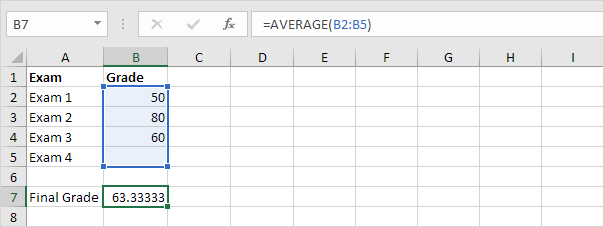 B7 fx =AVERAGE(B2:B5)
A B C D E F G H I
1 Exam Grade
2 Exam 1 50
3 Exam 2 80
4 Exam 3 60
5 Exam 4
6
7 Final Grade 63.33333
8